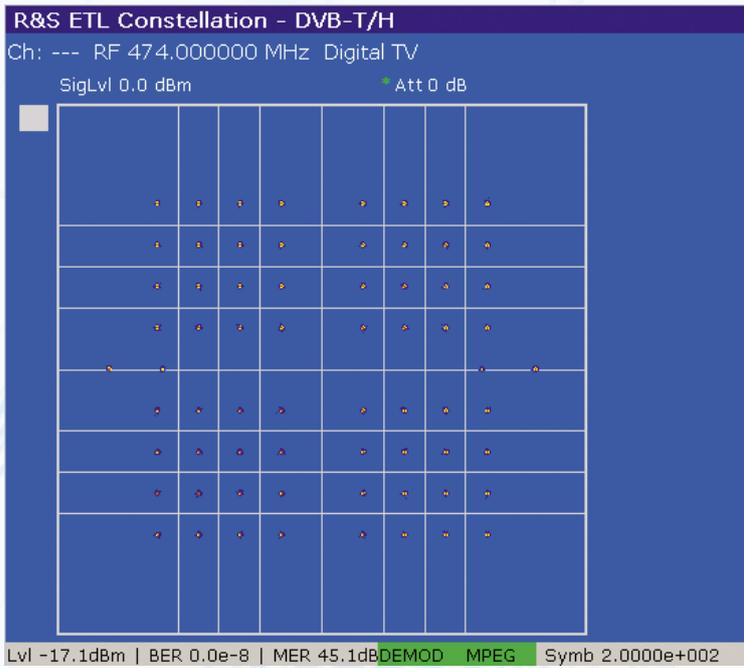 R&S ETL Constellation - DVB-T/H
Ch: --- RF 474.000000 MHz Digital TV
SigLvl 0.0 dBm * Att 0 dB
Lvl -17.1dBm | BER 0.0e-8 | MER 45.1dB DEMOD MPEG Symb 2.0000e+002